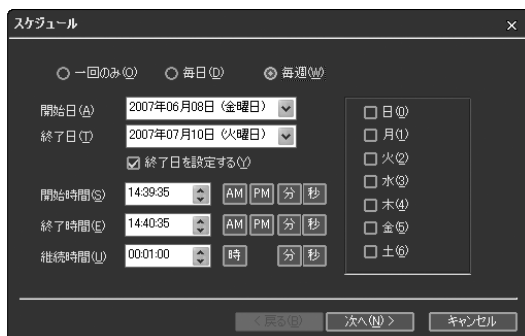 スケジュール
一回のみ(O) 毎日(D) 毎週(W)
開始日(A) 2007年06月08日 (金曜日)
終了日(T) 2007年07月10日 (火曜日)
終了日を設定する(Y)
開始時間(S) 14:39:35 AM PM 分 秒
終了時間(E) 14:40:35 AM PM 分 秒
継続時間(U) 00:01:00 時 分 秒
日(0)
月(1)
火(2)
水(3)
木(4)
金(5)
土(6)
< 戻る(B) 次へ(N) > キャンセル